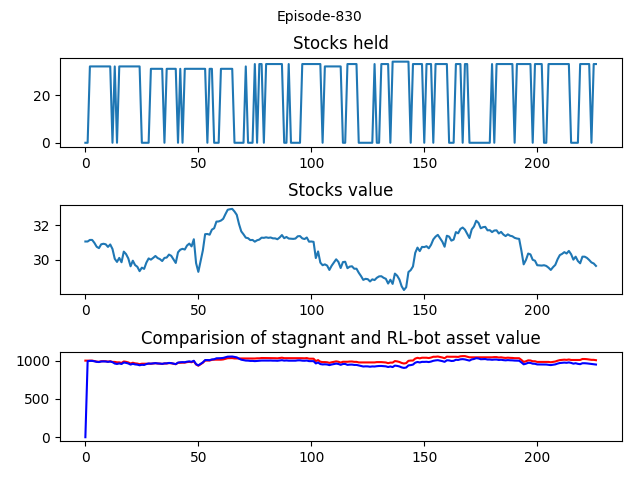 Episode-830
Stocks held
20
0
0 50 100 150 200
Stocks value
32
30
0 50 100 150 200
Comparision of stagnant and RL-bot asset value
1000
500
0
0 50 100 150 200